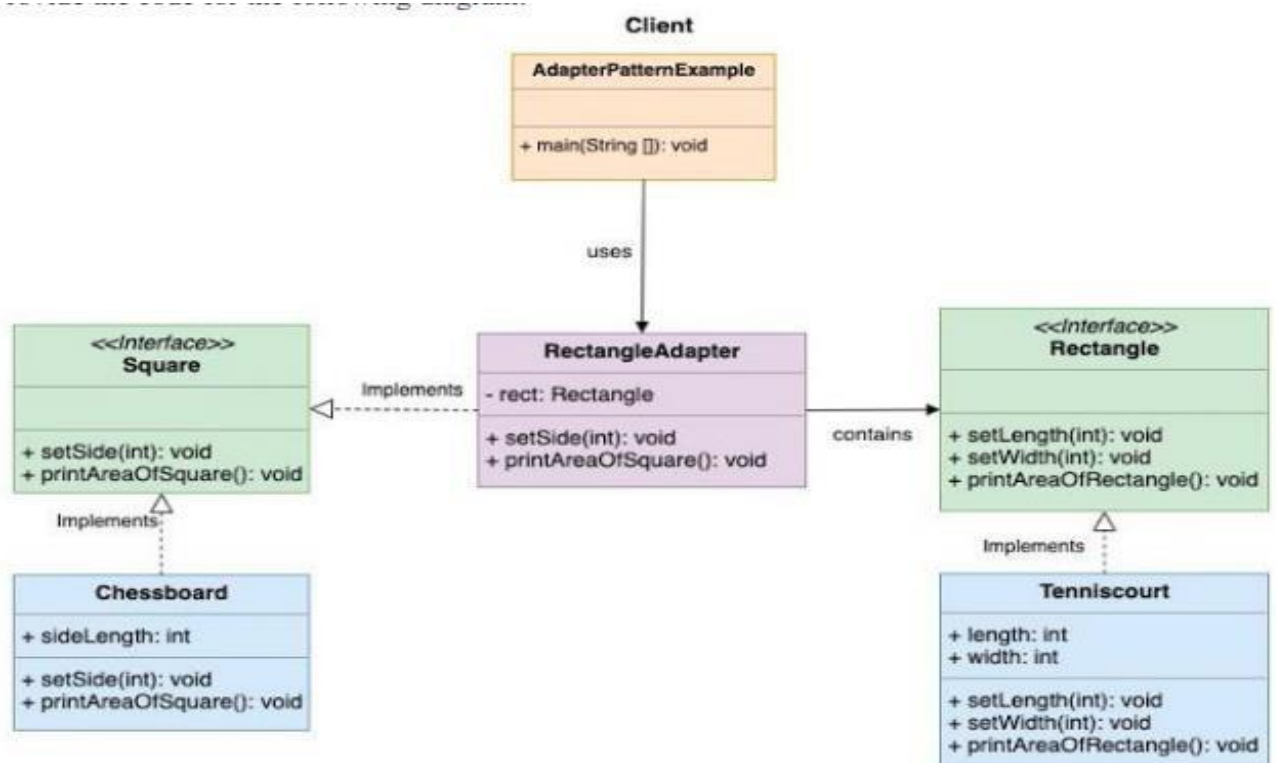 Client
AdapterPatternExample
+ main(String []): void
uses
<<Interface>>
Square
+ setSide(int): void
+ printAreaOfSquare(): void
Implements
RectangleAdapter
- rect: Rectangle
+ setSide(int): void
+ printAreaOfSquare(): void
contains
<<Interface>>
Rectangle
+ setLength(int): void
+ setWidth(int): void
+ printAreaOfRectangle(): void
Implements
Chessboard
+ sideLength: int
+ setSide(int): void
+ printAreaOfSquare(): void
Implements
Tenniscourt
+ length: int
+ width: int
+ setLength(int): void
+ setWidth(int): void
+ printAreaOfRectangle(): void